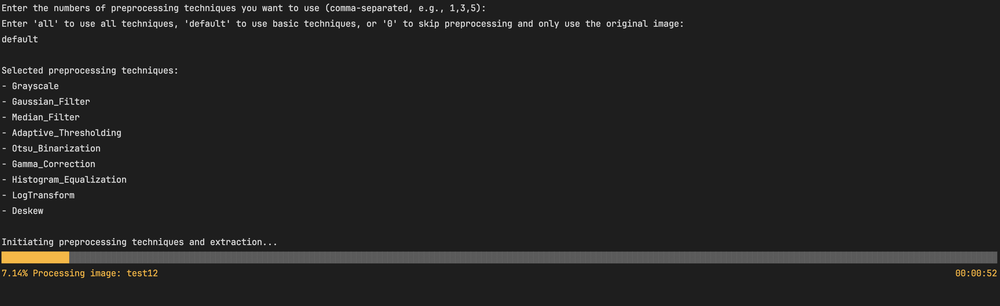 Enter the numbers of preprocessing techniques you want to use (comma-separated, e.g., 1,3,5):
Enter 'all' to use all techniques, 'default' to use basic techniques, or '0' to skip preprocessing and only use the original image:
default
Selected preprocessing techniques:
- Grayscale
- Gaussian_Filter
- Median_Filter
- Adaptive_Thresholding
- Otsu_Binarization
- Gamma_Correction
- Histogram_Equalization
- LogTransform
- Deskew
Initiating preprocessing techniques and extraction...
7.14% Processing image: test12 00:00:52